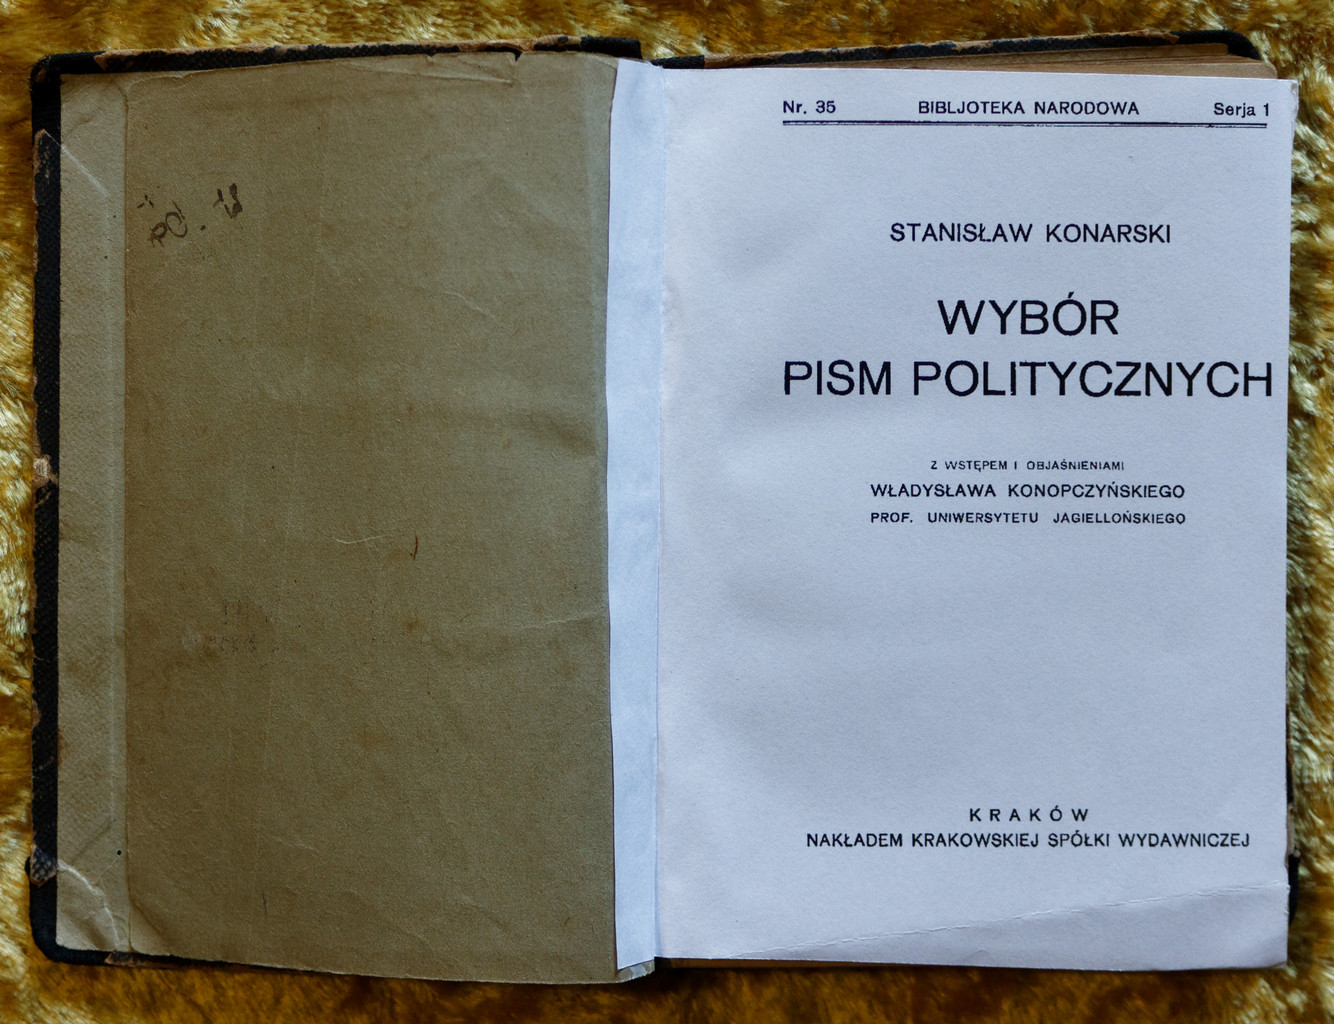 Nr. 35 BIBLJOTEKA NARODOWA Serja 1
STANISŁAW KONARSKI
WYBÓR
PISM POLITYCZNYCH
Z WSTĘPEM I OBJAŚNIENIAMI
WŁADYSŁAWA KONOPCZYŃSKIEGO
PROF. UNIWERSYTETU JAGIELLOŃSKIEGO
KRAKÓW
NAKŁADEM KRAKOWSKIEJ SPÓŁKI WYDAWNICZEJ